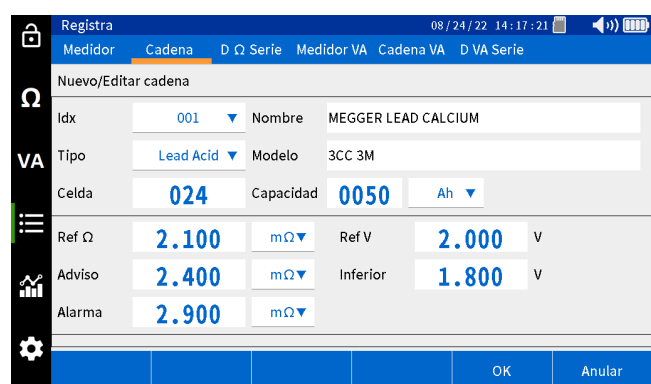 Registra 08/24/22 14:17:21
Medidor Cadena D Ω Serie Medidor VA Cadena VA D VA Serie
Nuevo/Editar cadena
Ω
Idx 001 ▼ Nombre MEGGER LEAD CALCIUM
VA
Tipo Lead Acid ▼ Modelo 3CC 3M
Celda 024 Capacidad 0050 Ah ▼
Ref Ω 2.100 mΩ▼ Ref V 2.000 V
Adviso 2.400 mΩ▼ Inferior 1.800 V
Alarma 2.900 mΩ▼
OK Anular